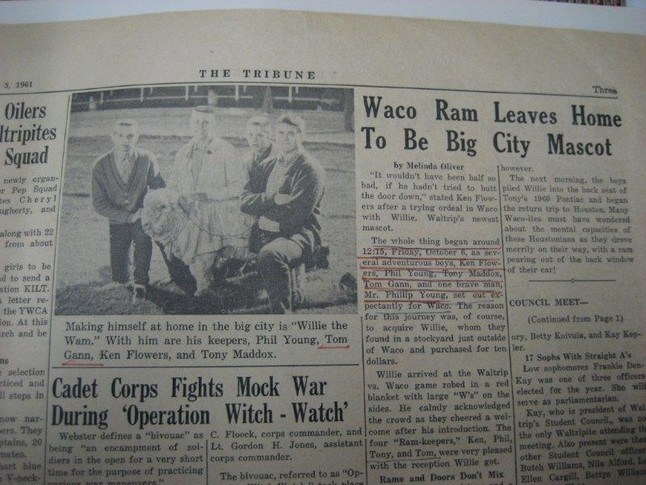 3, 1961
THE TRIBUNE
Three
Oilers
ltripites
Squad
newly organ-
r Pep Squad
tes Cheryl
ugherty, and
along with 22
from about
girls to be
nd to send a
tion KILT.
letter re-
the YWCA
ion. At this
rch and be
ns
e selection
cticed and
ll steps in
now nar-
ers. They
ptains, 20
mates.
ort blue
V-neck-
Making himself at home in the big city is "Willie the
Wam." With him are his keepers, Phil Young, Tom
Gann, Ken Flowers, and Tony Maddox.
Cadet Corps Fights Mock War
During 'Operation Witch - Watch'
Webster defines a "bivouac" as
being "an encampment of sol-
diers in the open for a very short
time for the purpose of practicing
various war maneuvers."
C. Floeck, corps commander, and
Lt. Gordon H. Jones, assistant
corps commander.
The bivouac, referred to as "Op-
Waco Ram Leaves Home
To Be Big City Mascot
by Melinda Oliver
"It wouldn't have been half so
bad, if he hadn't tried to butt
the door down," stated Ken Flow-
ers after a trying ordeal in Waco
with Willie, Waltrip's newest
mascot.
The whole thing began around
12:15, Friday, October 6, as sev-
eral adventurous boys, Ken Flow-
ers, Phil Young, Tony Maddox,
Tom Gann, and one brave man,
Mr. Phillip Young, set out ex-
pectantly for Waco. The reason
for this journey was, of course,
to acquire Willie, whom they
found in a stockyard just outside
of Waco and purchased for ten
dollars.
Willie arrived at the Waltrip
vs. Waco game robed in a red
blanket with large "W's" on the
sides. He calmly acknowledged
the crowd as they cheered a wel-
come after his introduction. The
four "Ram-keepers," Ken, Phil,
Tony, and Tom, were very pleased
with the reception Willie got.
Rams and Doors Don't Mix
however.
The next morning, the boys
piled Willie into the back seat of
Tony's 1960 Pontiac and began
the return trip to Houston. Many
Waco-ites must have wondered
about the mental capacities of
these Houstonians as they drove
merrily on their way, with a ram
pearing out of the back window
of their car!
COUNCIL MEET—
(Continued from Page 1)
ory, Betty Knivula, and Kay Kep-
ler.
17 Sophs With Straight A's
Low sophomores Frankie Den-
Kay was one of three officers
elected for the year. She will
serve as parliamentarian.
Kay, who is president of Wal-
trip's Student Council, was not
the only Waltripite attending the
meeting. Also present were the
other Student Council officers
Butch Williams, Nila Alford, Le
Ellen Cargill, Bettye Williams